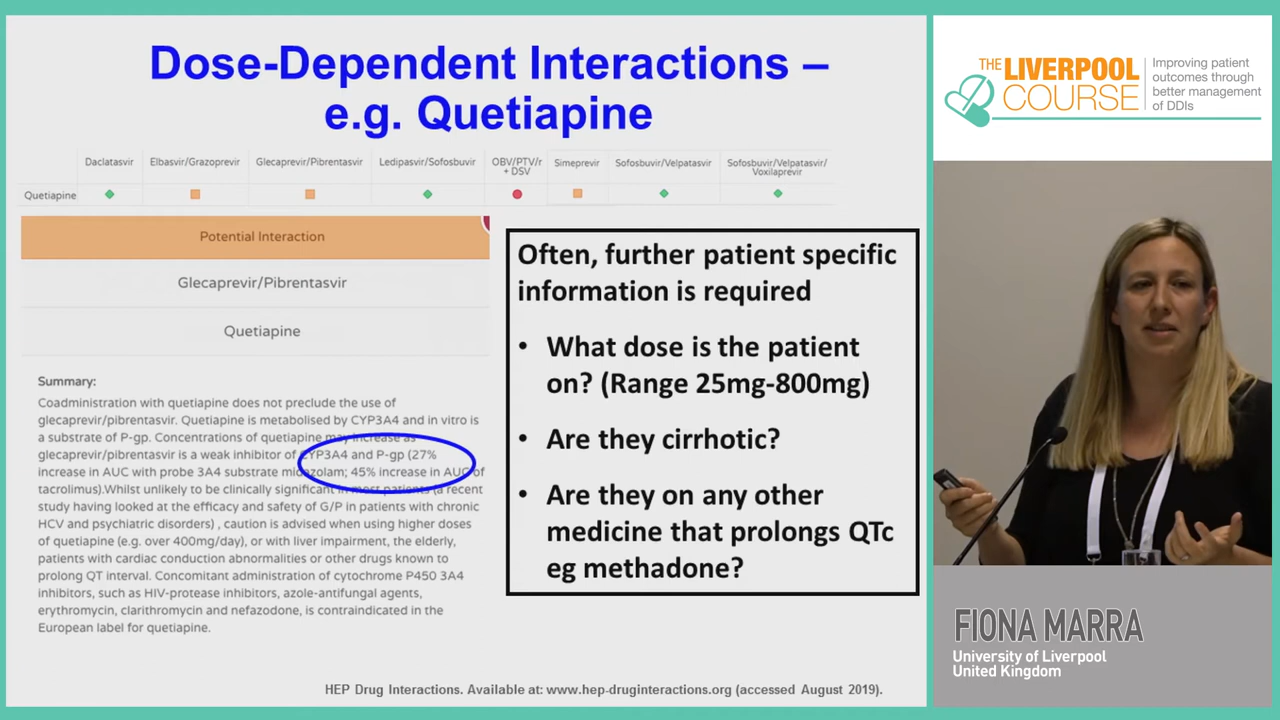 Dose-Dependent Interactions –
e.g. Quetiapine
Daclatasvir
Elbasvir/Grazoprevir
Glecaprevir/Pibrentasvir
Ledipasvir/Sofosbuvir
OBV/PTV/r
+ DSV
Simeprevir
Sofosbuvir/Velpatasvir
Sofosbuvir/Velpatasvir/
Voxilaprevir
Quetiapine
Potential Interaction
Glecaprevir/Pibrentasvir
Quetiapine
Summary:
Coadministration with quetiapine does not preclude the use of
glecaprevir/pibrentasvir. Quetiapine is metabolised by CYP3A4 and in vitro is
a substrate of P-gp. Concentrations of quetiapine may increase as
glecaprevir/pibrentasvir is a weak inhibitor of CYP3A4 and P-gp (27%
increase in AUC with probe 3A4 substrate midazolam; 45% increase in AUC of
tacrolimus).Whilst unlikely to be clinically significant in most patients (a recent
study having looked at the efficacy and safety of G/P in patients with chronic
HCV and psychiatric disorders) , caution is advised when using higher doses
of quetiapine (e.g. over 400mg/day), or with liver impairment, the elderly,
patients with cardiac conduction abnormalities or other drugs known to
prolong QT interval. Concomitant administration of cytochrome P450 3A4
inhibitors, such as HIV-protease inhibitors, azole-antifungal agents,
erythromycin, clarithromycin and nefazodone, is contraindicated in the
European label for quetiapine.
Often, further patient specific
information is required
• What dose is the patient
on? (Range 25mg-800mg)
• Are they cirrhotic?
• Are they on any other
medicine that prolongs QTc
eg methadone?
HEP Drug Interactions. Available at: www.hep-druginteractions.org (accessed August 2019).
THE LIVERPOOL
COURSE
Improving patient
outcomes through
better management
of DDIs
FIONA MARRA
University of Liverpool
United Kingdom